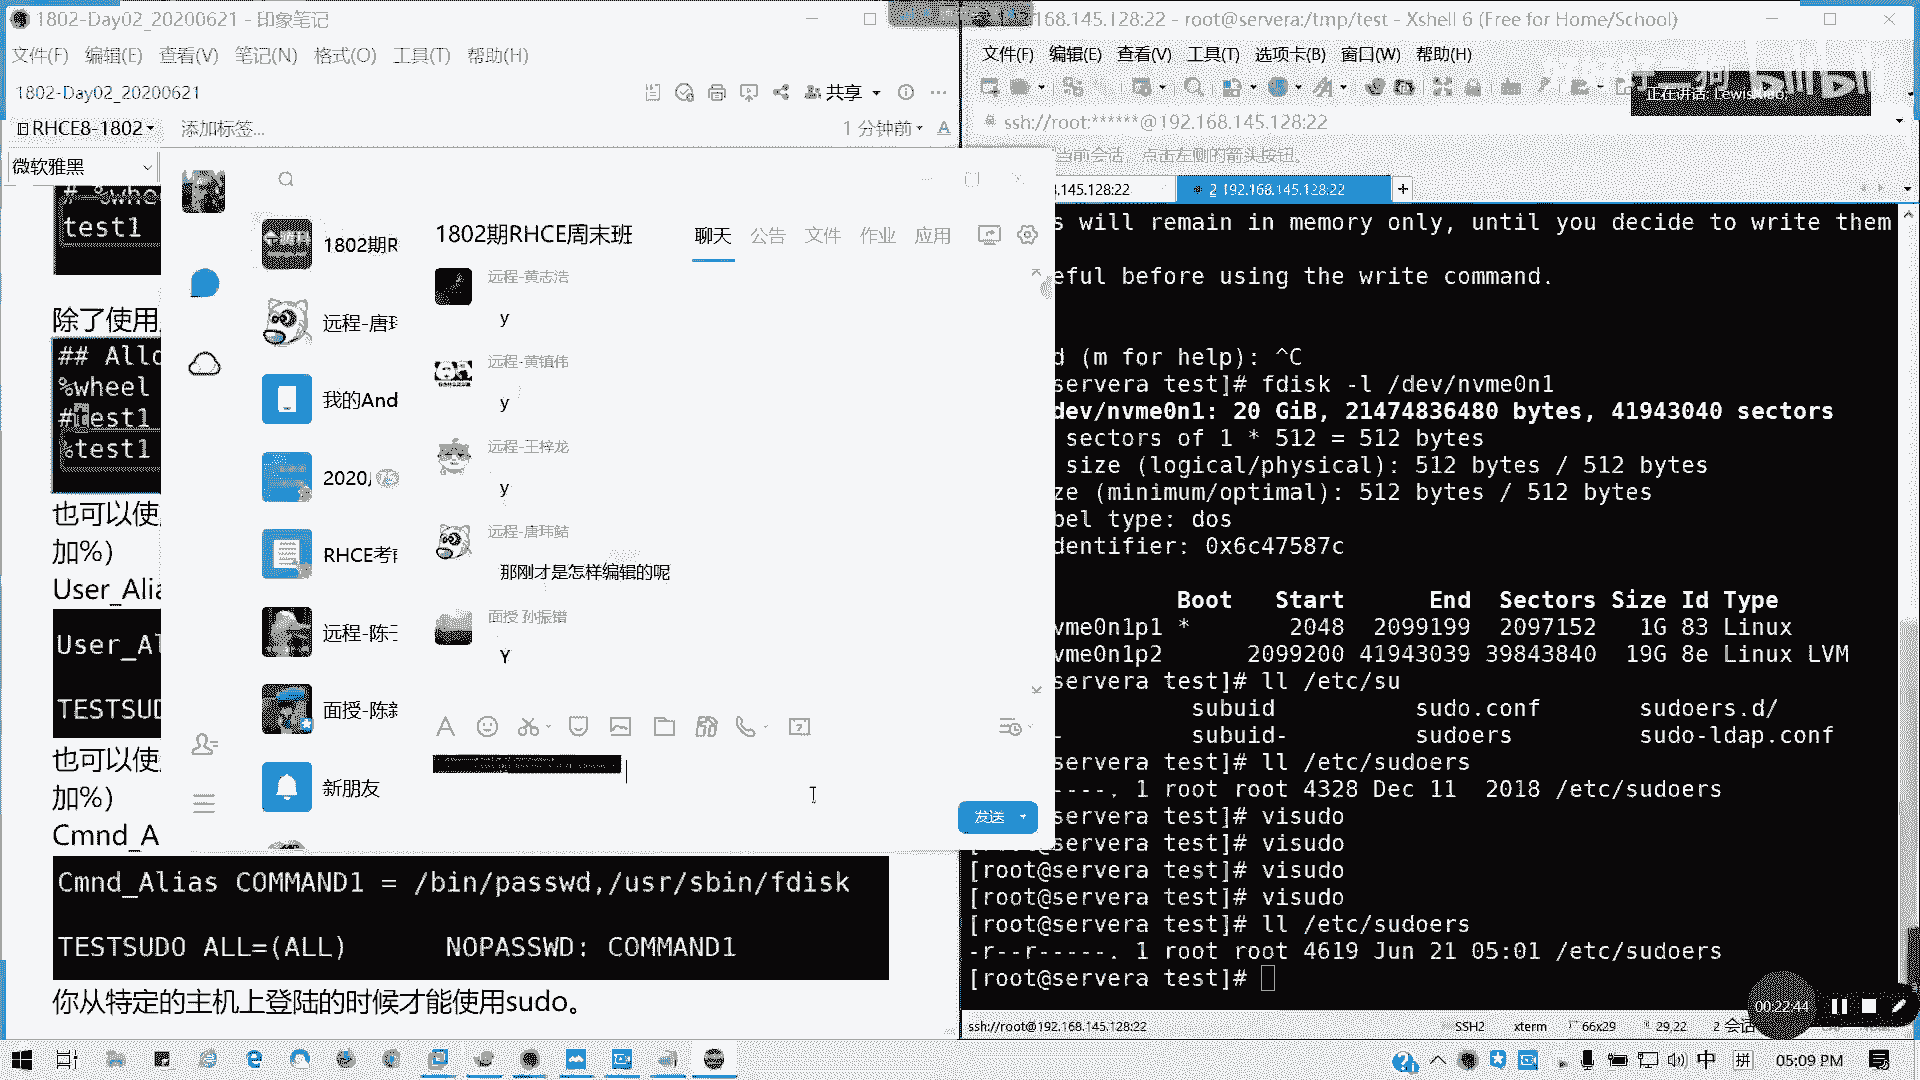 1802-Day02_20200621 - 印象笔记
文件(F) 编辑(E) 查看(V) 笔记(N) 格式(O) 工具(T) 帮助(H)
1802-Day02_20200621
共享
RHCE8-1802
添加标签...
1 分钟前
微软雅黑
test1
除了使用
%wheel
#test1
%test1
也可以使
加%）
User_Alia
User_Al
TESTSUD
也可以使
加%）
Cmnd_A
Cmnd_Alias COMMAND1 = /bin/passwd,/usr/sbin/fdisk
TESTSUDO ALL=(ALL) NOPASSWD: COMMAND1
你从特定的主机上登陆的时候才能使用sudo。
1802期R
远程-唐玮
我的And
2020
RHCE考前
远程-陈
面授-陈新
新朋友
1802期RHCE周末班
聊天 公告 文件 作业 应用
远程-黄志浩
y
远程-黄镇伟
y
远程-王梓龙
y
那刚才是怎样编辑的呢
Y
发送
168.145.128:22 - root@servera:/tmp/test - Xshell 6 (Free for Home/School)
文件(F) 编辑(E) 查看(V) 工具(T) 选项卡(B) 窗口(W) 帮助(H)
ssh://root:******@192.168.145.128:22
当前会话，点击左侧的箭头按钮。
.145.128:22
2 192.168.145.128:22
s will remain in memory only, until you decide to write them
eful before using the write command.
d (m for help): ^C
servera test]# fdisk -l /dev/nvme0n1
dev/nvme0n1: 20 GiB, 21474836480 bytes, 41943040 sectors
sectors of 1 * 512 = 512 bytes
size (logical/physical): 512 bytes / 512 bytes
ze (minimum/optimal): 512 bytes / 512 bytes
bel type: dos
dentifier: 0x6c47587c
Boot Start End Sectors Size Id Type
vme0n1p1 * 2048 2099199 2097152 1G 83 Linux
vme0n1p2 2099200 41943039 39843840 19G 8e Linux LVM
servera test]# ll /etc/su
subuid sudo.conf sudoers.d/
- subuid- sudoers sudo-ldap.conf
servera test]# ll /etc/sudoers
----. 1 root root 4328 Dec 11 2018 /etc/sudoers
servera test]# visudo
servera test]# visudo
[root@servera test]# visudo
[root@servera test]# visudo
[root@servera test]# ll /etc/sudoers
-r--r-----. 1 root root 4619 Jun 21 05:01 /etc/sudoers
[root@servera test]#
00:22:44
ssh://root@192.168.145.128:22 SSH2 xterm 66x29 29,22 2 会话
中 拼 05:09 PM